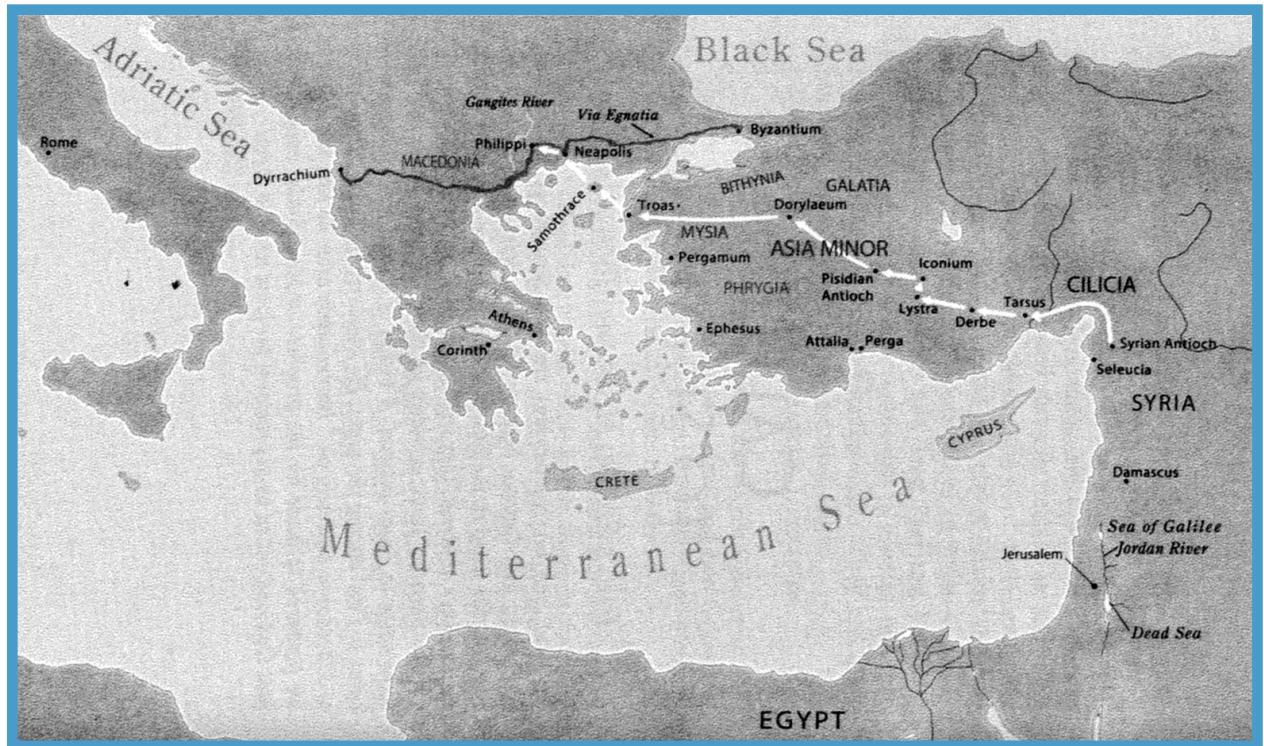 Black Sea
Adriatic Sea
Gangites River
Via Egnatia
Byzantium
Rome
Philippi
Neapolis
MACEDONIA
Dyrrachium
BITHYNIA
GALATIA
Samothrace
Troas
Dorylaeum
MYSIA
ASIA MINOR
Pergamum
Iconium
Pisidian
Antioch
PHRYGIA
CILICIA
Lystra
Tarsus
Derbe
Athens
Ephesus
Corinth
Attalia
Perga
Syrian Antioch
Seleucia
SYRIA
CYPRUS
CRETE
Damascus
Mediterranean Sea
Sea of Galilee
Jordan River
Jerusalem
Dead Sea
EGYPT